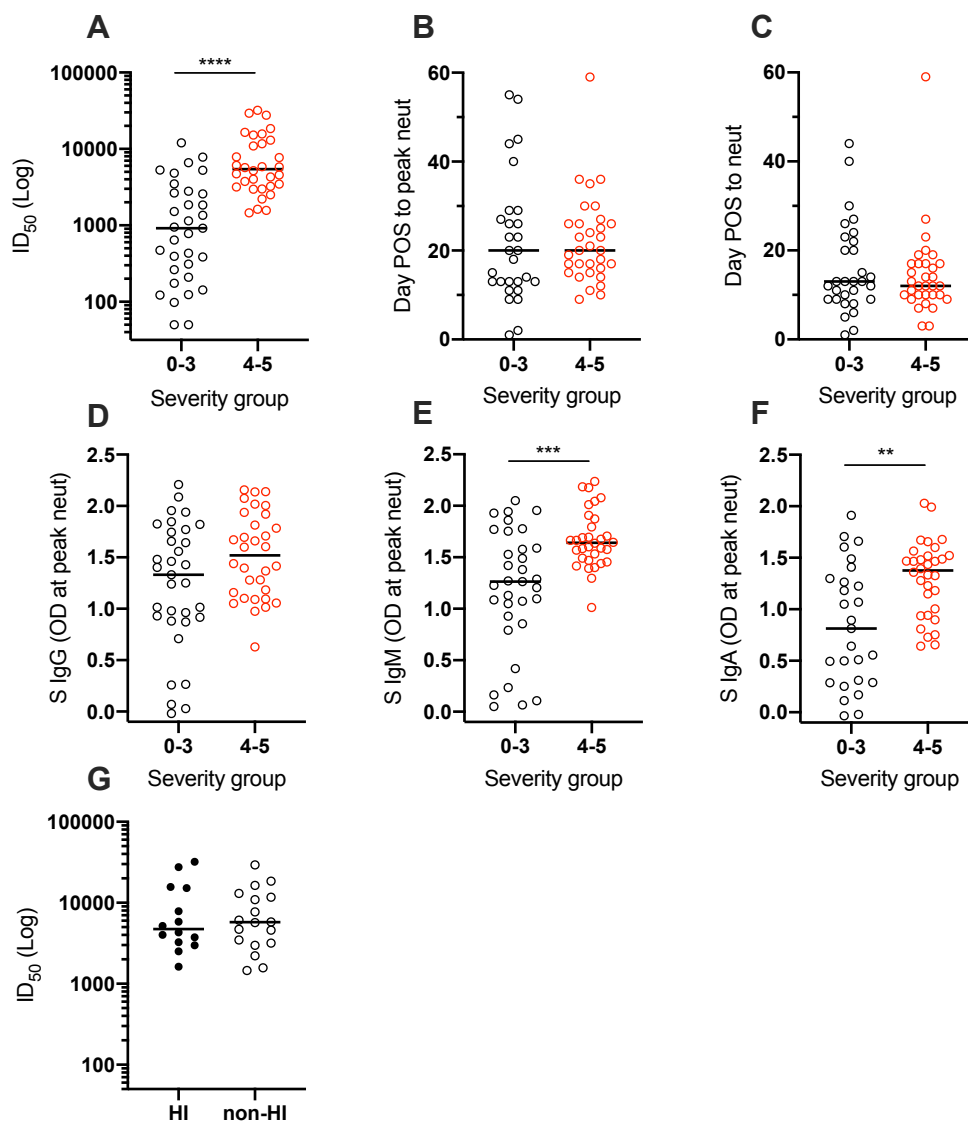 A
B
C
****
100000
10000
1000
100
ID50 (Log)
0-3
4-5
Severity group
60
40
20
0
Day POS to peak neut
0-3
4-5
Severity group
60
40
20
0
Day POS to neut
0-3
4-5
Severity group
D
E
F
2.5
2.0
1.5
1.0
0.5
0.0
S IgG (OD at peak neut)
0-3
4-5
Severity group
***
2.5
2.0
1.5
1.0
0.5
0.0
S IgM (OD at peak neut)
0-3
4-5
Severity group
**
2.5
2.0
1.5
1.0
0.5
0.0
S IgA (OD at peak neut)
0-3
4-5
Severity group
G
100000
10000
1000
100
ID50 (Log)
HI
non-HI